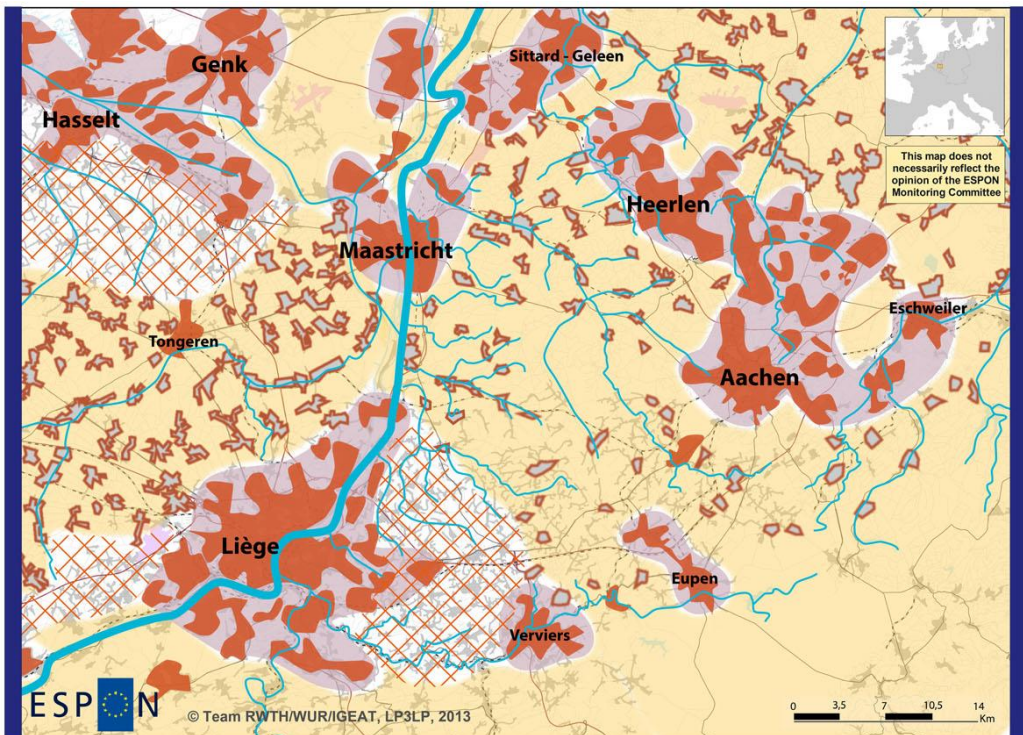 Genk
Sittard - Geleen
Hasselt
This map does not
necessarily reflect the
opinion of the ESPON
Monitoring Committee
Heerlen
Maastricht
Eschweiler
Tongeren
Aachen
Liège
Eupen
Verviers
ESPON
© Team RWTH/WUR/IGEAT, LP3LP, 2013
0 3,5 7 10,5 14
Km